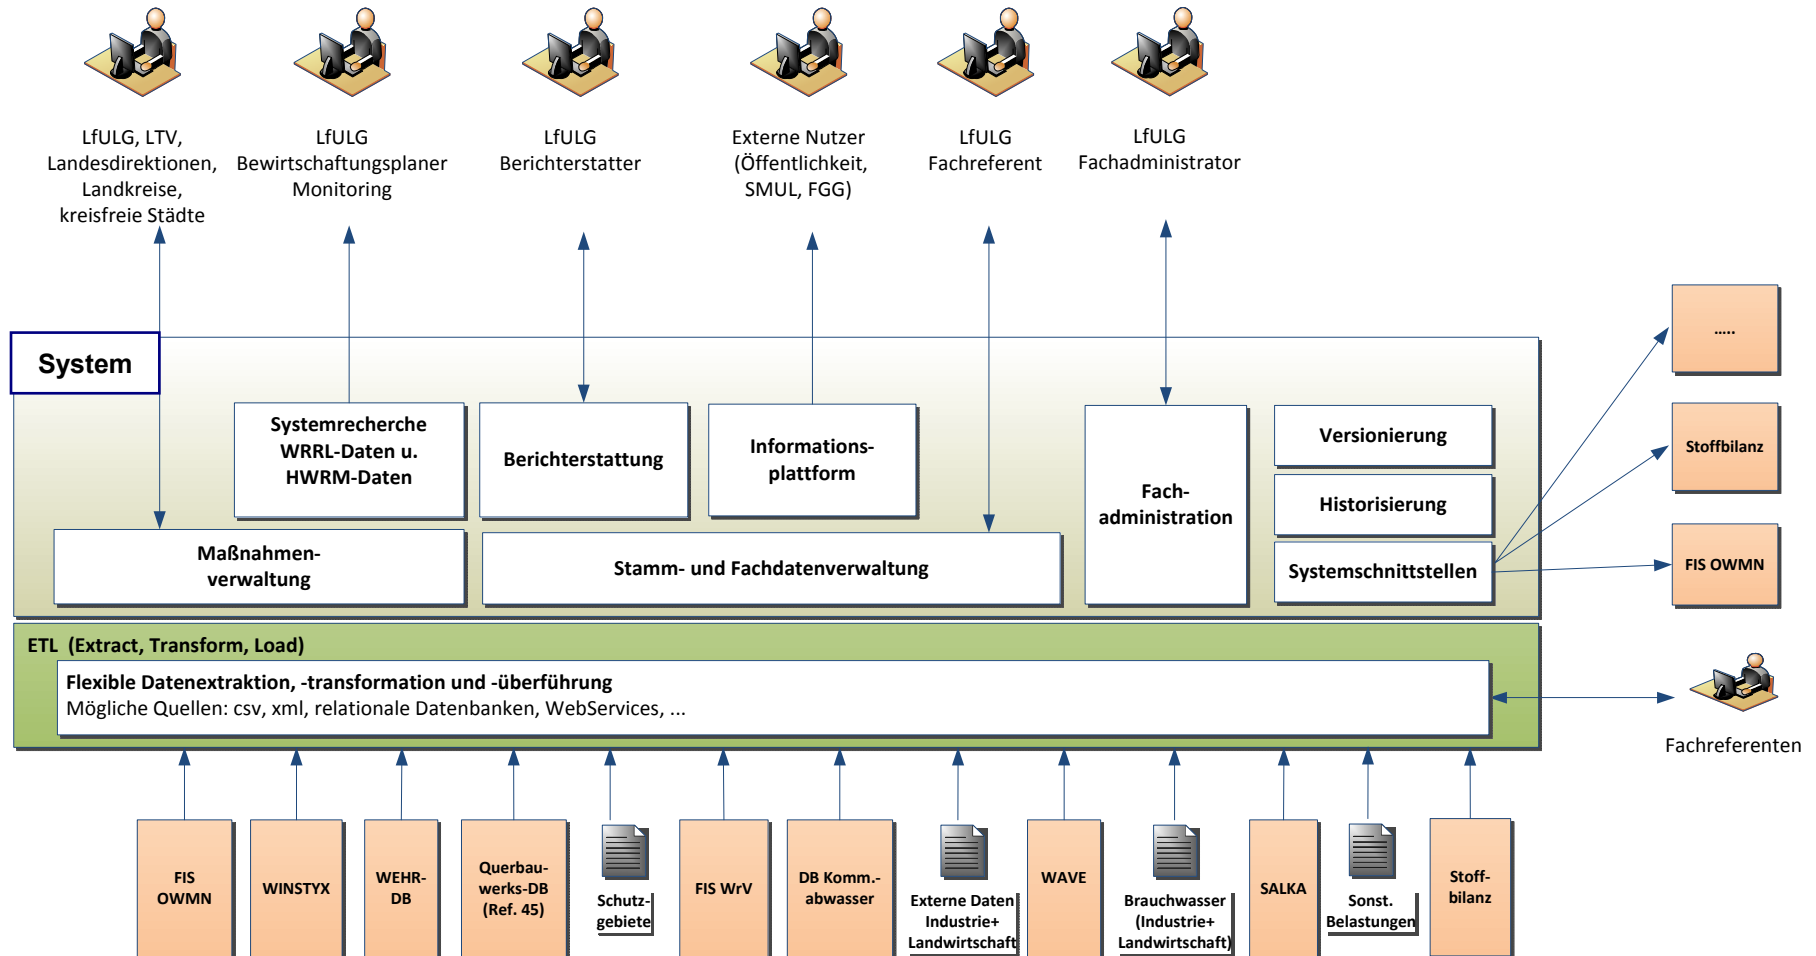 LfULG, LTV,
Landesdirektionen,
Landkreise,
kreisfreie Städte
LfULG
Bewirtschaftungsplaner
Monitoring
LfULG
Berichterstatter
Externe Nutzer
(Öffentlichkeit,
SMUL, FGG)
LfULG
Fachreferent
LfULG
Fachadministrator
System
Systemrecherche
WRRL-Daten u.
HWRM-Daten
Berichterstattung
Informations-
plattform
Fach-
administration
Versionierung
Historisierung
Systemschnittstellen
Maßnahmen-
verwaltung
Stamm- und Fachdatenverwaltung
.....
Stoffbilanz
FIS OWMN
ETL (Extract, Transform, Load)
Flexible Datenextraktion, -transformation und -überführung
Mögliche Quellen: csv, xml, relationale Datenbanken, WebServices, ...
Fachreferenten
FIS
OWMN
WINSTYX
WEHR-
DB
Querbau-
werks-DB
(Ref. 45)
Schutz-
gebiete
FIS WrV
DB Komm.-
abwasser
Externe Daten
Industrie+
Landwirtschaft
WAVE
Brauchwasser
(Industrie+
Landwirtschaft)
SALKA
Sonst.
Belastungen
Stoff-
bilanz